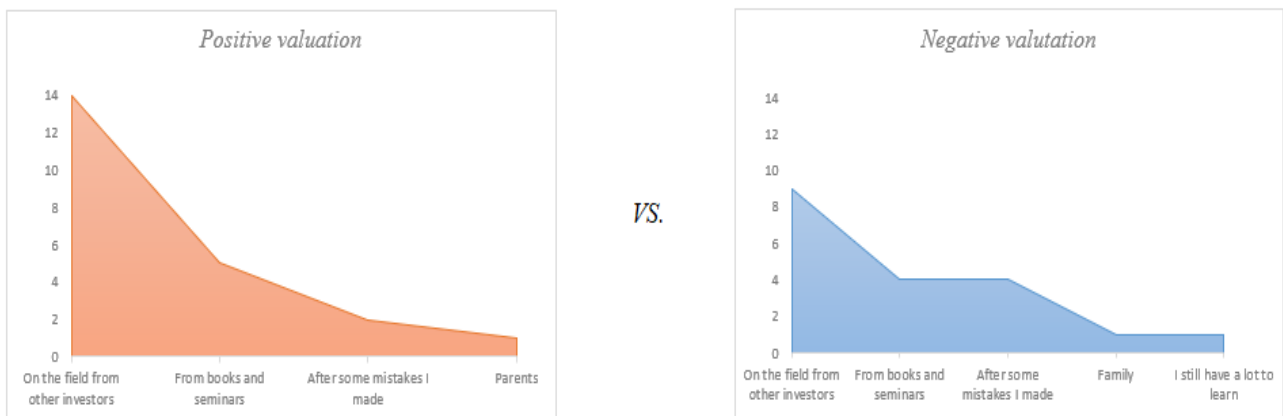 Positive valuation
14
12
10
8
6
4
2
0
On the field from
other investors
From books and
seminars
After some mistakes I
made
Parents
VS.
Negative valutation
14
12
10
8
6
4
2
0
On the field from
other investors
From books and
seminars
After some
mistakes I made
Family
I still have a lot to
learn